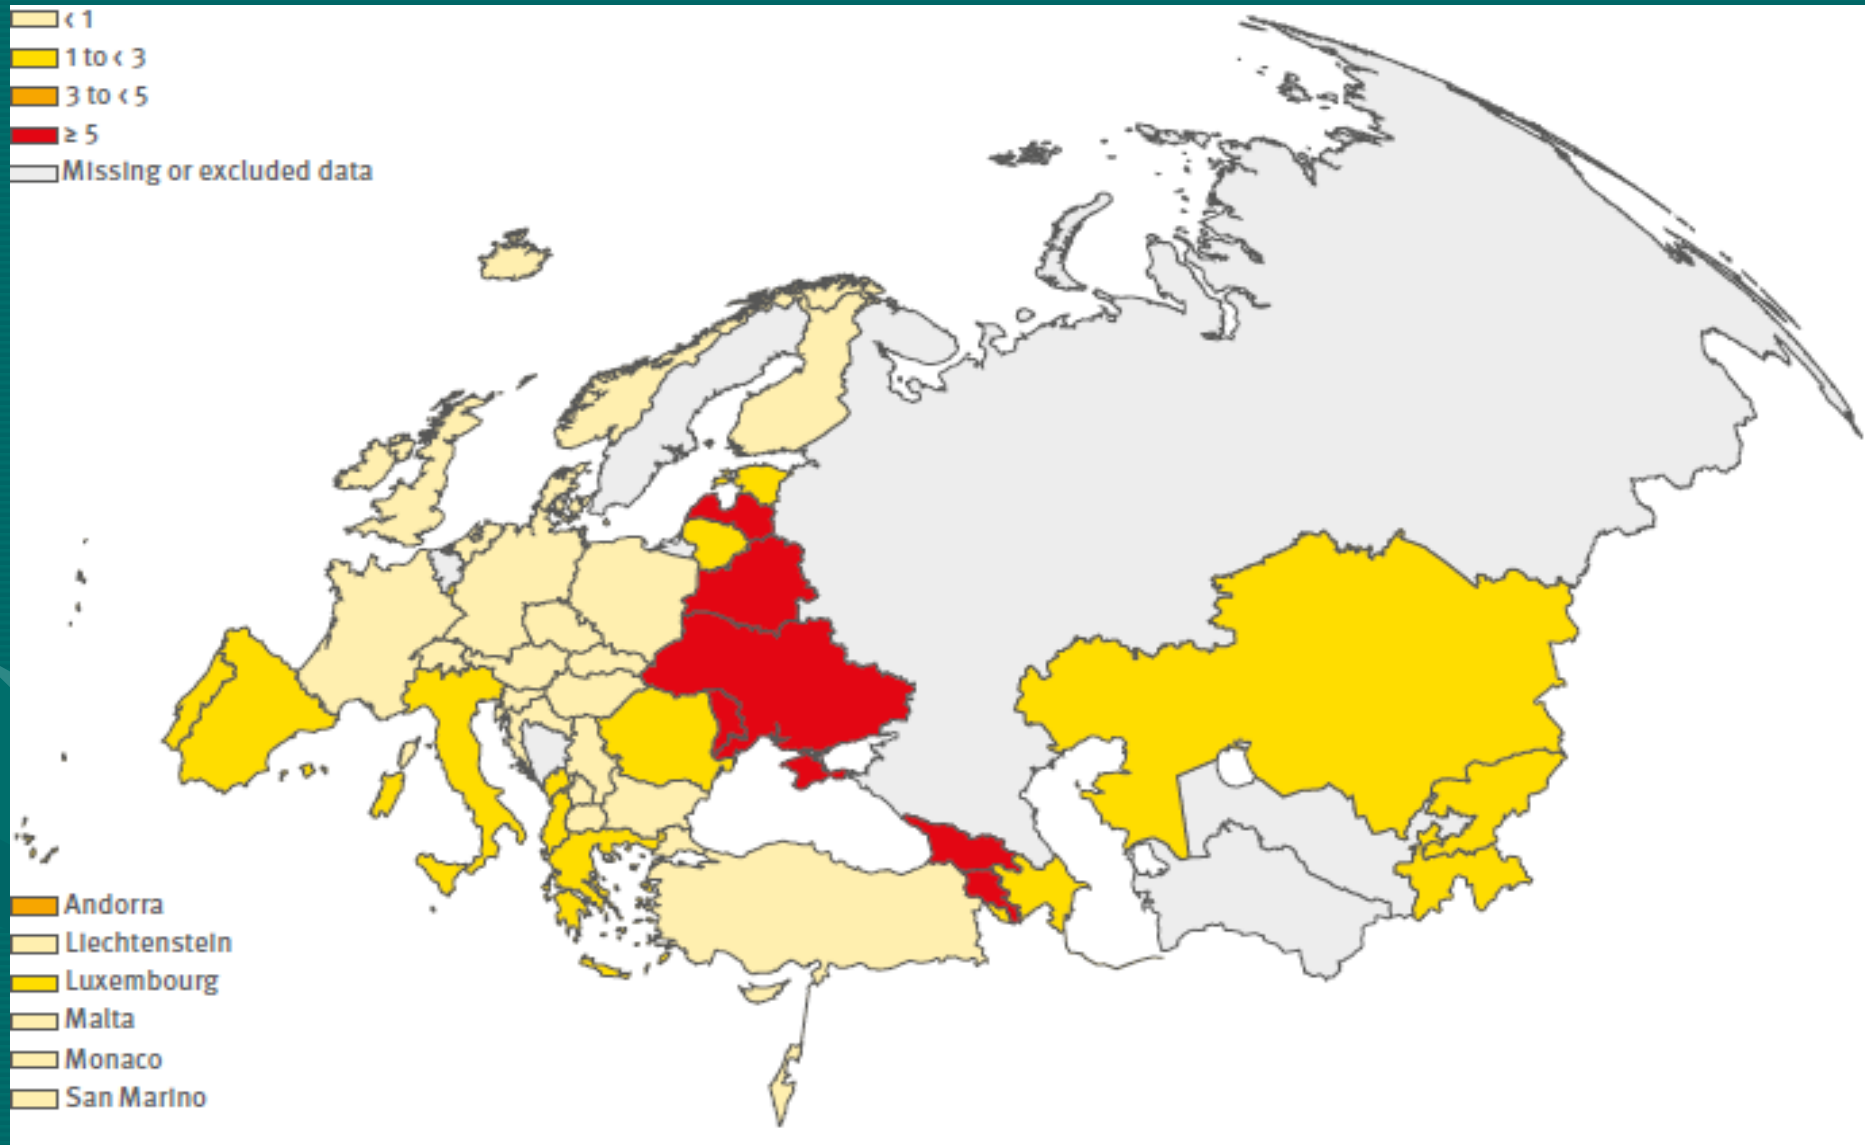 < 1
1 to < 3
3 to < 5
≥ 5
Missing or excluded data
Andorra
Liechtenstein
Luxembourg
Malta
Monaco
San Marino